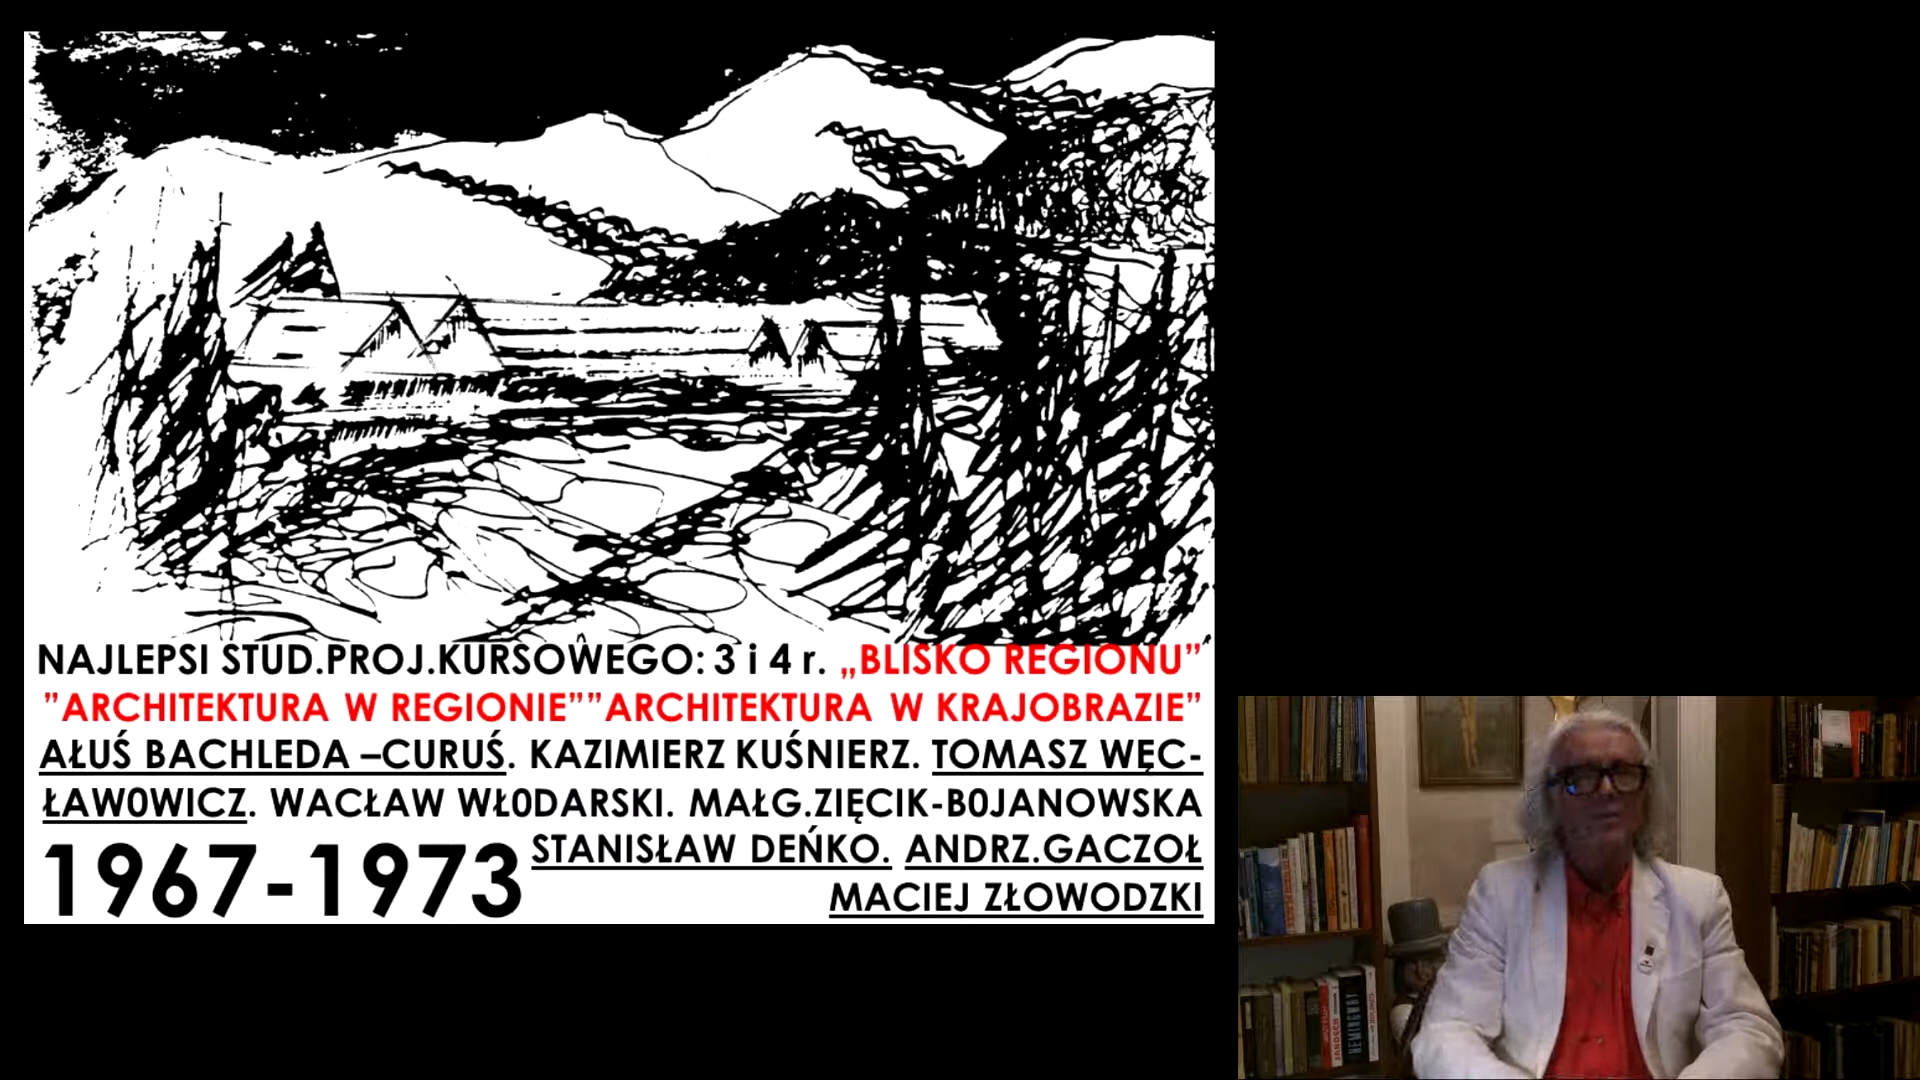 NAJLEPSI STUD.PROJ.KURSOWEGO: 3 i 4 r. „BLISKO REGIONU”
”ARCHITEKTURA W REGIONIE””ARCHITEKTURA W KRAJOBRAZIE”
AŁUŚ BACHLEDA –CURUŚ. KAZIMIERZ KUŚNIERZ. TOMASZ WĘC-
ŁAW0WICZ. WACŁAW WŁ0DARSKI. MAŁG.ZIĘCIK-B0JANOWSKA
1967-1973 STANISŁAW DEŃKO. ANDRZ.GACZOŁ
MACIEJ ZŁOWODZKI
HEMINGWAY